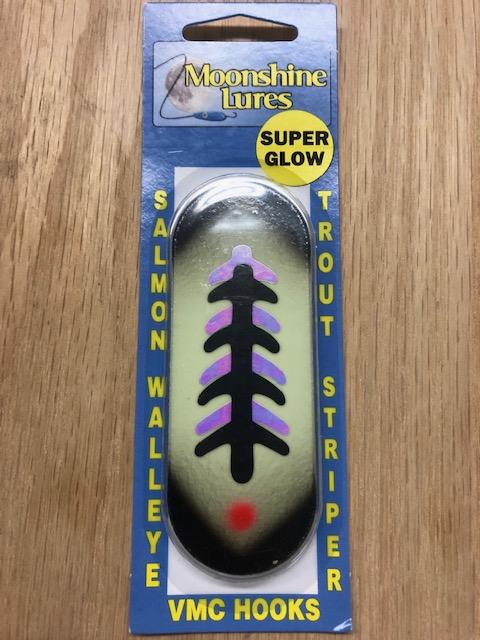 Moonshine
Lures
SUPER
GLOW
SALMON WALLEYE
TROUT STRIPER
VMC HOOKS